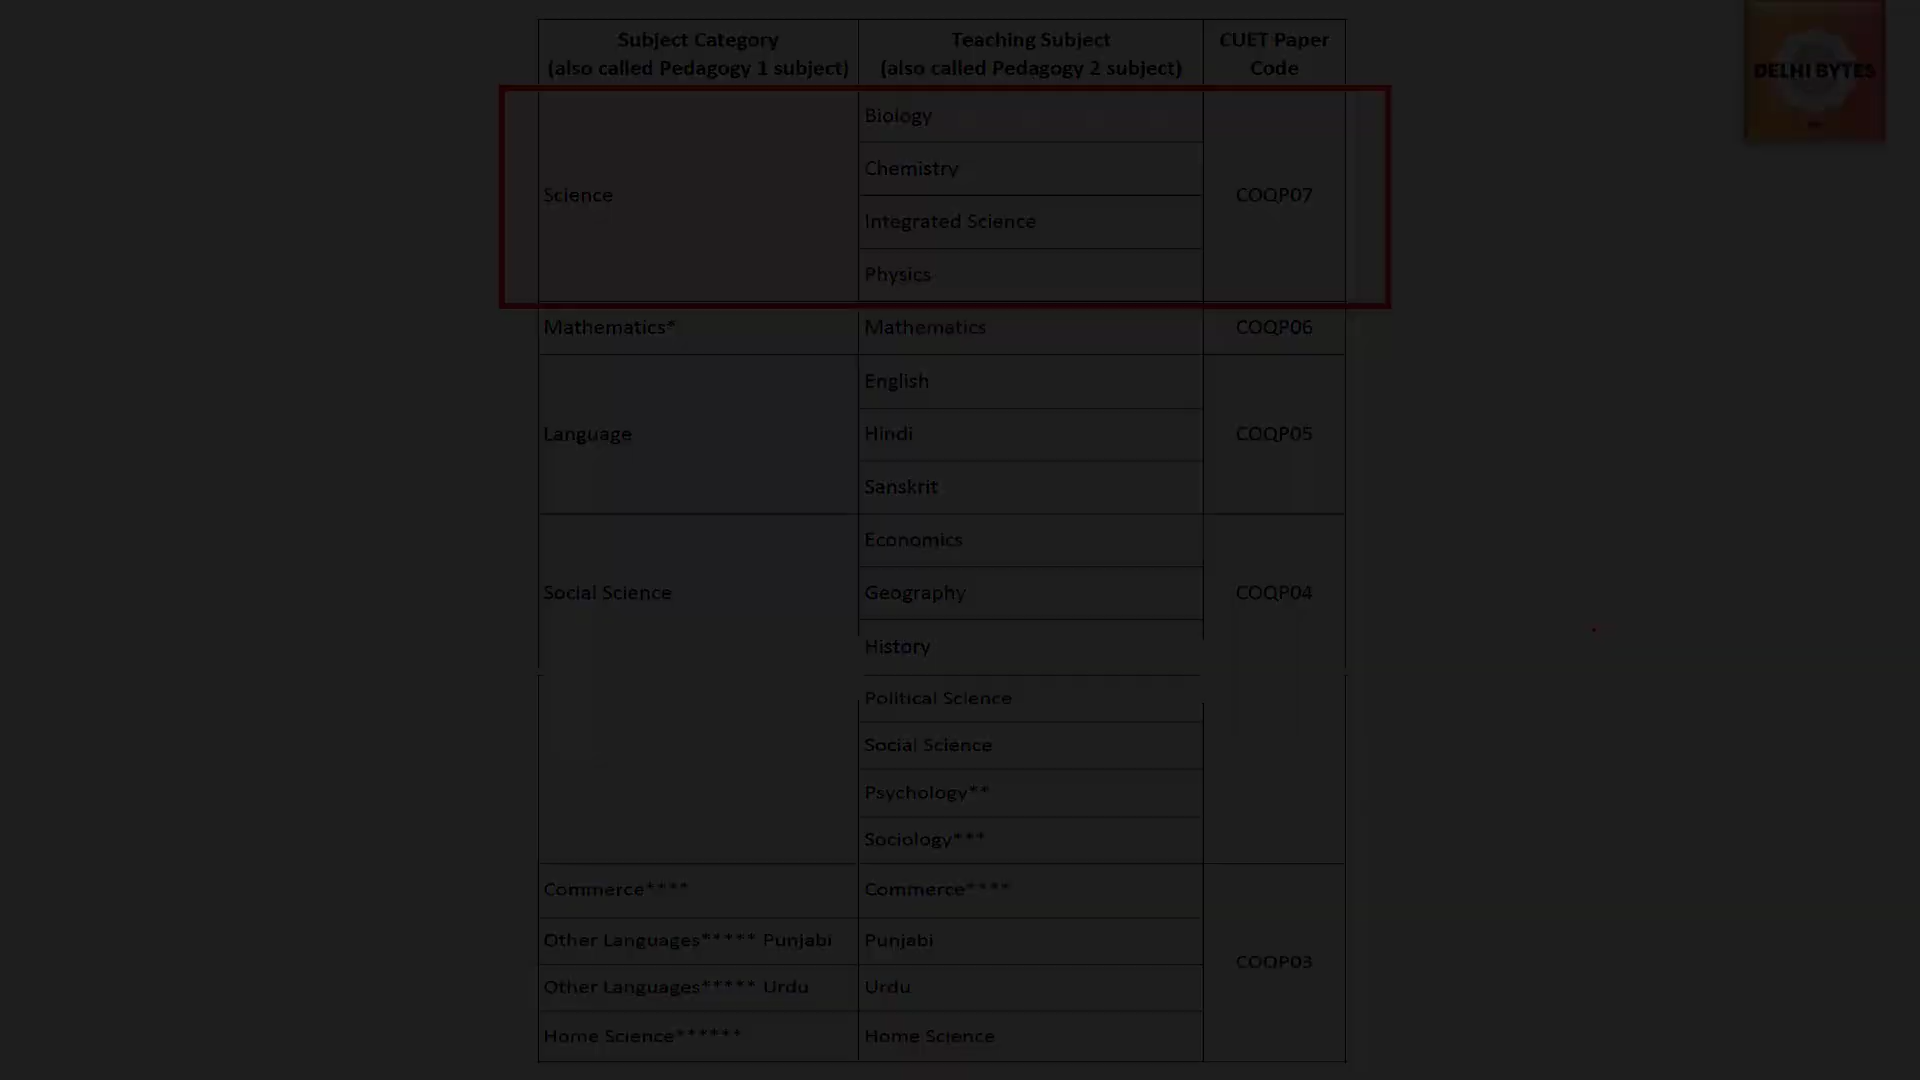 Subject Category
(also called Pedagogy 1 subject)
Teaching Subject
(also called Pedagogy 2 subject)
CUET Paper
Code
DELHI BYTES
Science
Biology
Chemistry
Integrated Science
Physics
COQP07
Mathematics*
Mathematics
COQP06
Language
English
Hindi
Sanskrit
COQP05
Social Science
Economics
Geography
History
Political Science
Social Science
Psychology**
Sociology***
COQP04
Commerce****
Commerce****
Other Languages***** Punjabi
Punjabi
Other Languages***** Urdu
Urdu
Home Science******
Home Science
COQP03